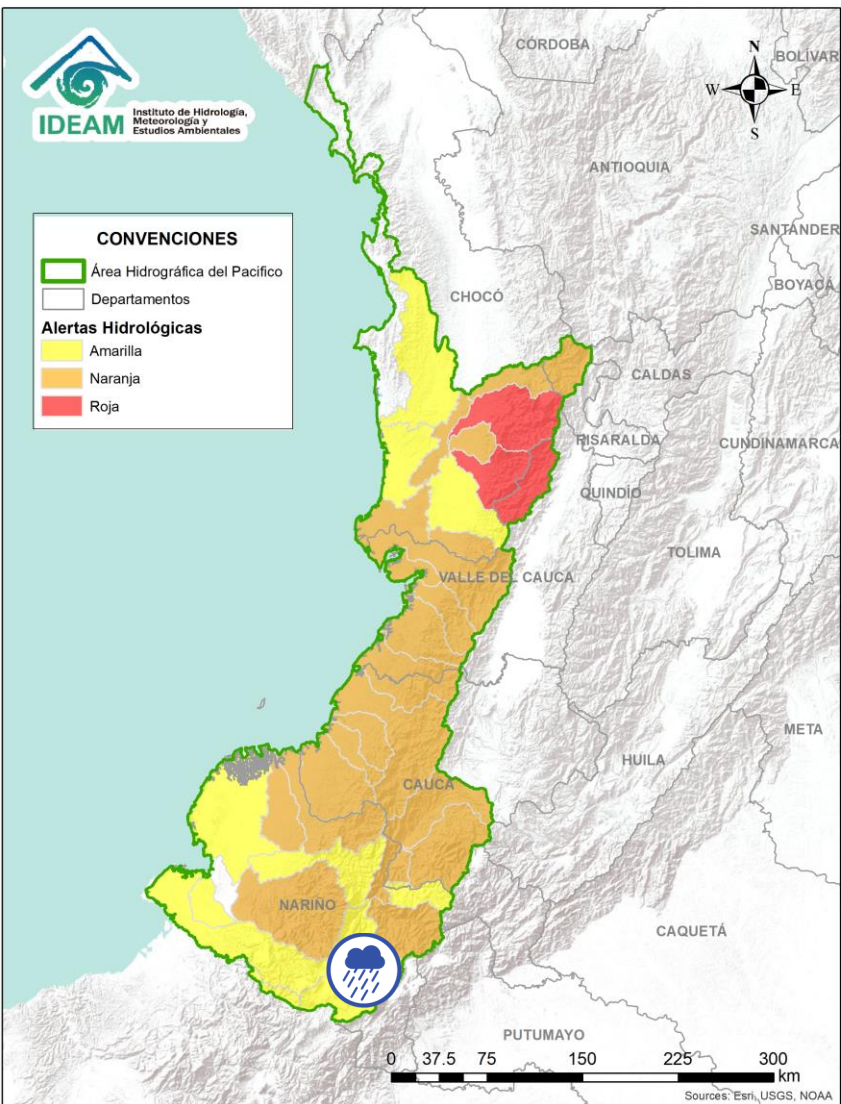 IDEAM
Instituto de Hidrología,
Meteorología y
Estudios Ambientales
CÓRDOBA
BOLÍVAR
N
W E
S
ANTIOQUIA
SANTANDER
BOYACÁ
CONVENCIONES
Área Hidrográfica del Pacifico
Departamentos
Alertas Hidrológicas
Amarilla
Naranja
Roja
CHOCÓ
CALDAS
RISARALDA
CUNDINAMARCA
QUINDÍO
TOLIMA
VALLE DEL CAUCA
META
HUILA
CAUCA
NARIÑO
CAQUETÁ
PUTUMAYO
0 37.5 75 150 225 300
km
Sources: Esri, USGS, NOAA